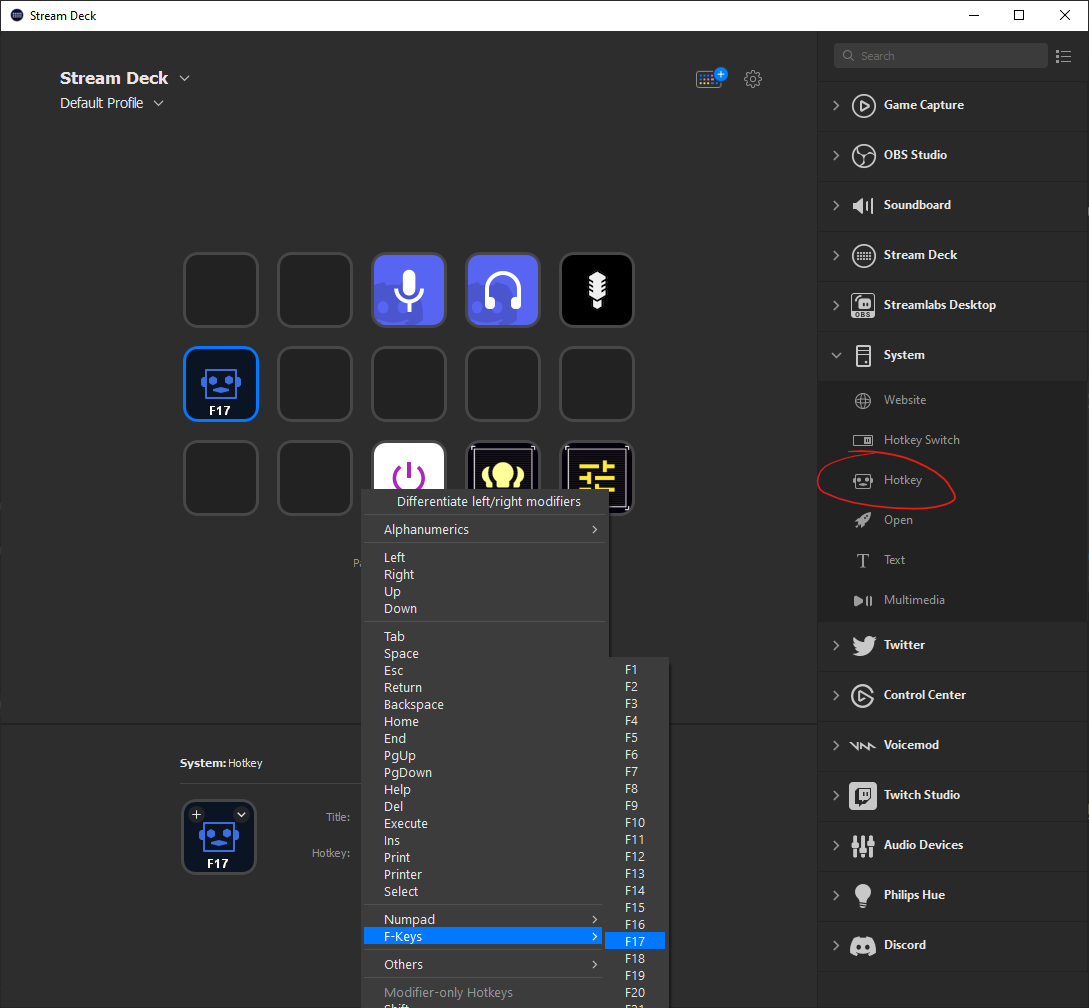 Stream Deck
Stream Deck
Default Profile
F17
Differentiate left/right modifiers
Alphanumerics
Left
Right
Up
Down
Tab
Space
Esc
Return
Backspace
Home
End
PgUp
PgDown
Help
Del
Execute
Ins
Print
Printer
Select
Numpad
F-Keys
Others
Modifier-only Hotkeys
Shift
F1
F2
F3
F4
F5
F6
F7
F8
F9
F10
F11
F12
F13
F14
F15
F16
F17
F18
F19
F20
F21
System: Hotkey
F17
Title:
Hotkey:
Search
Game Capture
OBS Studio
Soundboard
Stream Deck
OBS
Streamlabs Desktop
System
Website
Hotkey Switch
Hotkey
Open
T Text
Multimedia
Twitter
Control Center
Voicemod
Twitch Studio
Audio Devices
Philips Hue
Discord